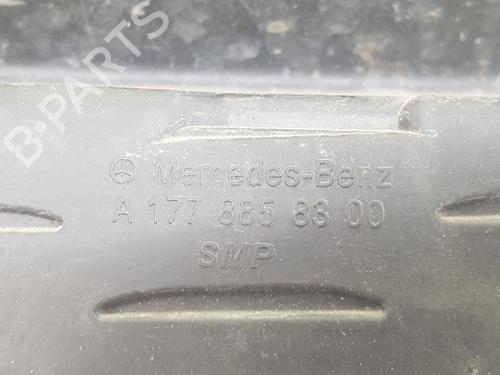 B-PARTS
Mercedes-Benz
A 177 885 83 00
SMP